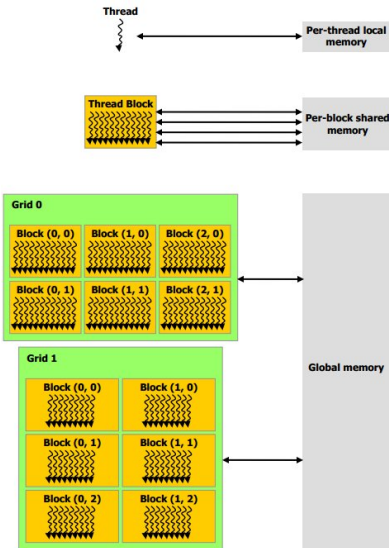 Thread
Per-thread local
memory
Thread Block
Per-block shared
memory
Grid 0
Block (0, 0) Block (1, 0) Block (2, 0)
Block (0, 1) Block (1, 1) Block (2, 1)
Grid 1
Global memory
Block (0, 0) Block (1, 0)
Block (0, 1) Block (1, 1)
Block (0, 2) Block (1, 2)